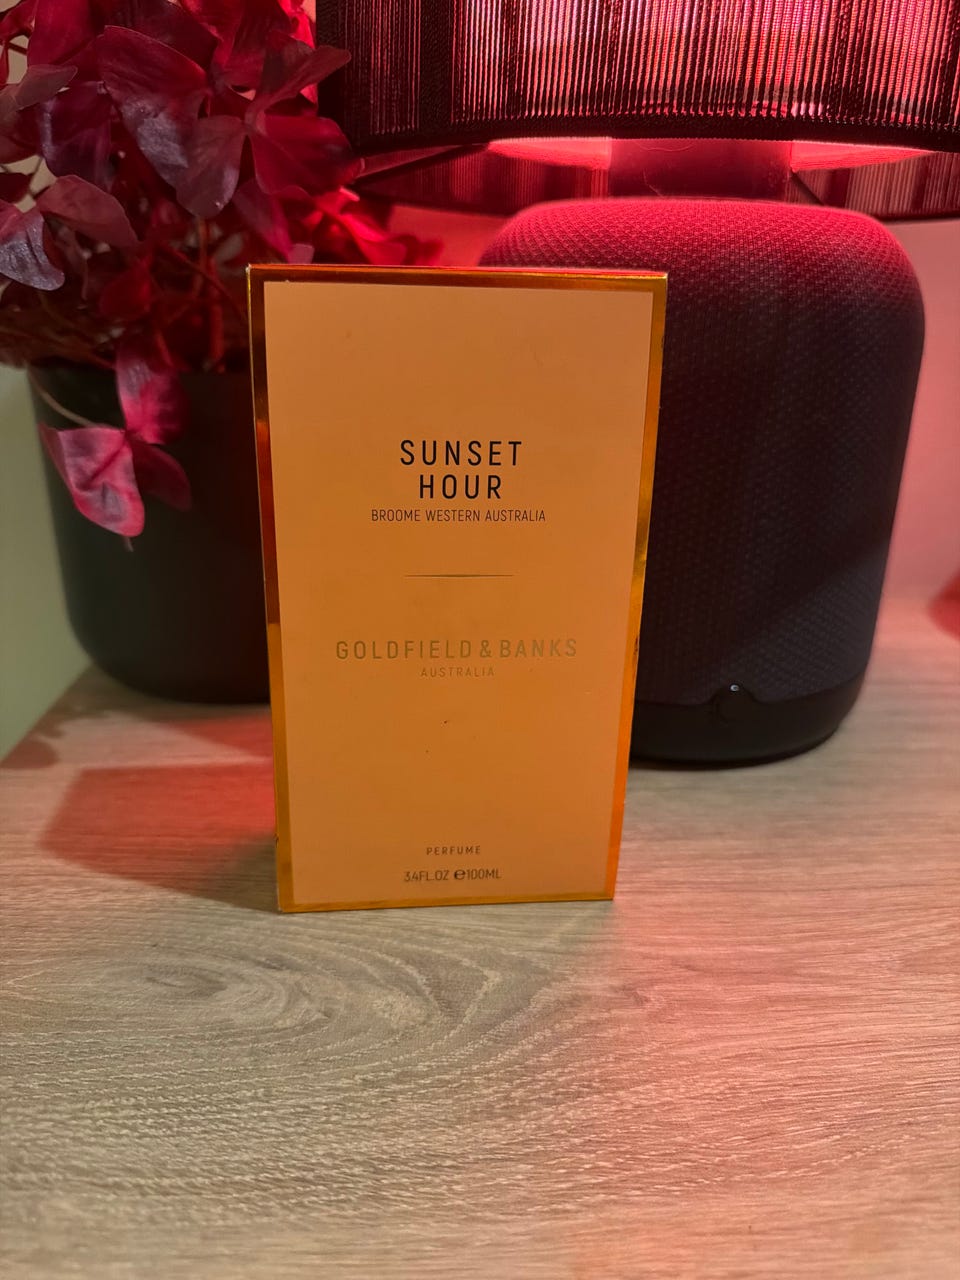 SUNSET
HOUR
BROOME WESTERN AUSTRALIA
GOLDFIELD & BANKS
AUSTRALIA
PERFUME
3.4FL.OZ ℮100ML